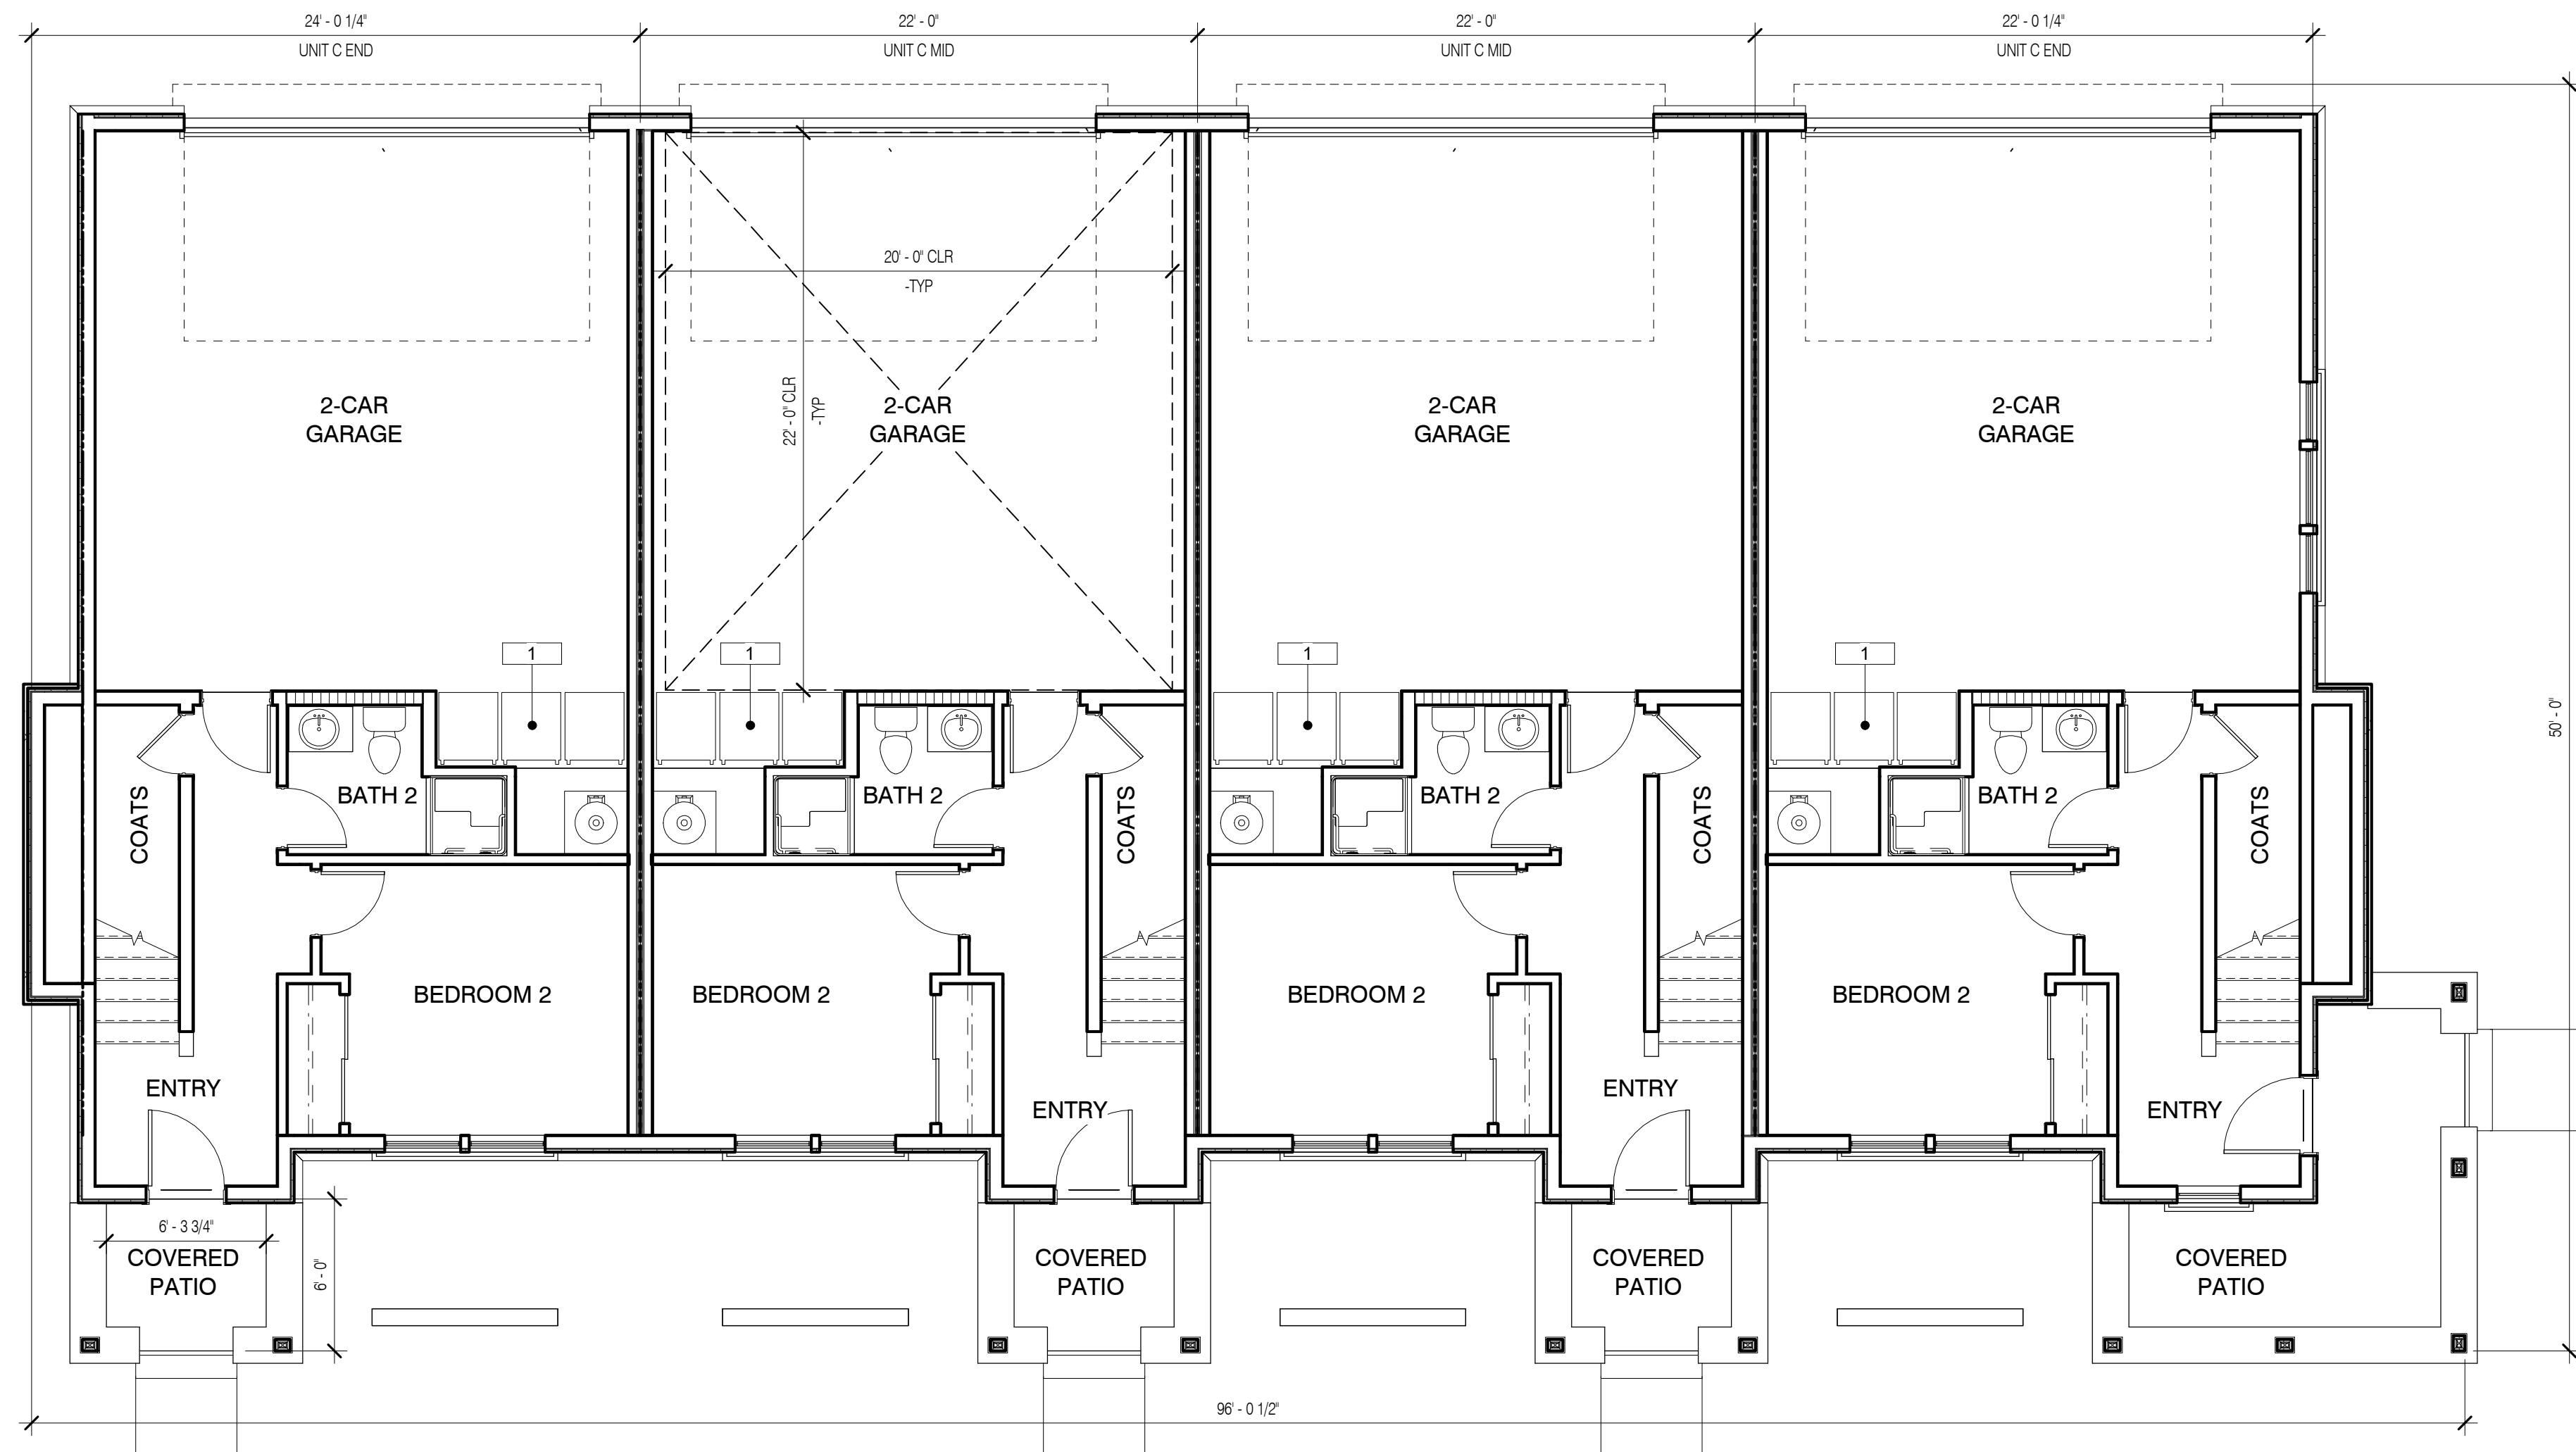 24' - 0 1/4"
22' - 0"
22' - 0"
22' - 0 1/4"
UNIT C END
UNIT C MID
UNIT C MID
UNIT C END
20' - 0" CLR
-TYP
22' - 0" CLR
-TYP
2-CAR
GARAGE
2-CAR
GARAGE
2-CAR
GARAGE
2-CAR
GARAGE
1
1
1
1
50' - 0"
COATS
BATH 2
BATH 2
COATS
BATH 2
COATS
BATH 2
COATS
BEDROOM 2
BEDROOM 2
BEDROOM 2
BEDROOM 2
ENTRY
ENTRY
ENTRY
ENTRY
6' - 3 3/4"
6' - 0"
COVERED
PATIO
COVERED
PATIO
COVERED
PATIO
COVERED
PATIO
96' - 0 1/2"